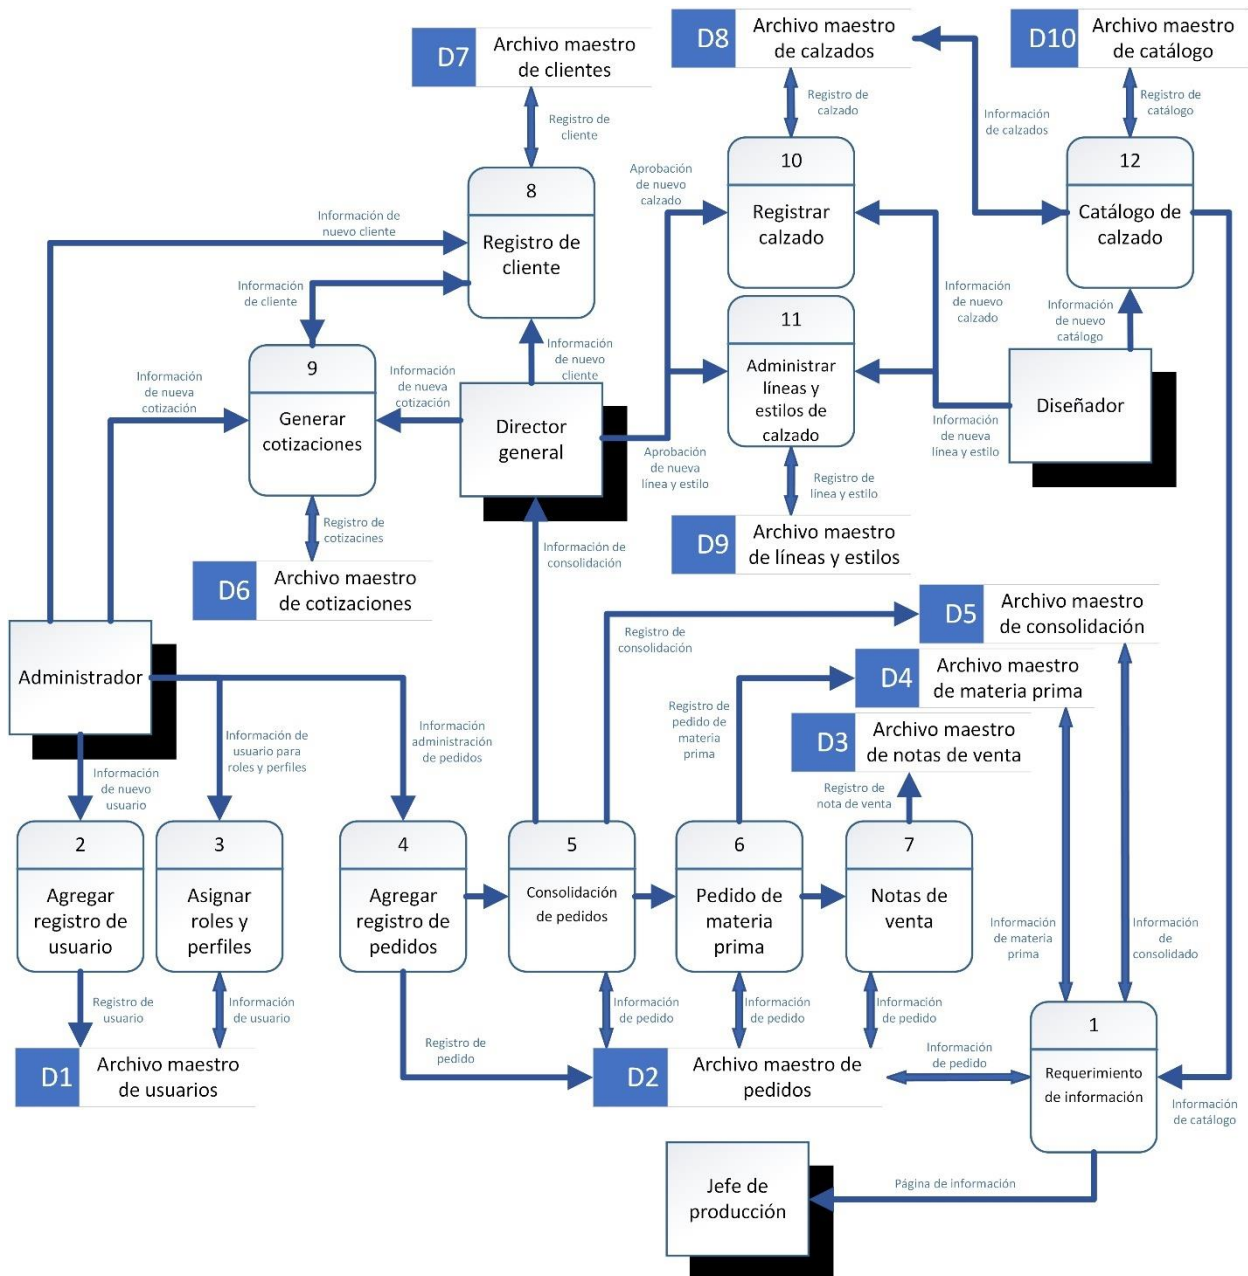 D7
Archivo maestro
de clientes
D8
Archivo maestro
de calzados
D10
Archivo maestro
de catálogo
Registro de
cliente
Registro de
calzado
Información
de calzados
Registro de
catálogo
8
Registro de
cliente
Aprobación
de nuevo
calzado
10
Registrar
calzado
12
Catálogo de
calzado
Información de
nuevo cliente
Información
de cliente
Información
de nuevo
calzado
Información
de nuevo
catálogo
9
Generar
cotizaciones
Información
de nueva
cotización
Información
de nueva
cotización
Información
de nuevo
cliente
Director
general
11
Administrar
líneas y
estilos de
calzado
Diseñador
Aprobación
de nueva
línea y estilo
Información
de nueva
línea y estilo
Registro de
línea y estilo
Registro de
cotizacines
D6
Archivo maestro
de cotizaciones
Información de
consolidación
D9
Archivo maestro
de líneas y estilos
D5
Archivo maestro
de consolidación
Registro de
consolidación
Administrador
D4
Archivo maestro
de materia prima
Registro de
pedido de
materia
prima
D3
Archivo maestro
de notas de venta
Registro de
nota de venta
Información
de nuevo
usuario
Información de
usuario para
roles y perfiles
Información
administración
de pedidos
2
Agregar
registro de
usuario
3
Asignar
roles y
perfiles
4
Agregar
registro de
pedidos
5
Consolidación
de pedidos
6
Pedido de
materia
prima
7
Notas de
venta
Información
de materia
prima
Información
de
consolidado
Registro de
usuario
Información
de usuario
Registro de
pedido
Información
de pedido
Información
de pedido
Información
de pedido
D1
Archivo maestro
de usuarios
D2
Archivo maestro de
pedidos
Información
de pedido
1
Requerimiento
de información
Información
de catálogo
Jefe de
producción
Página de información